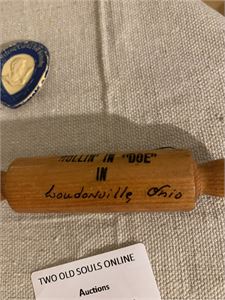 ROLLIN' IN "DOE"
IN
Loudonville, Ohio
TWO OLD SOULS ONLINE
Auctions